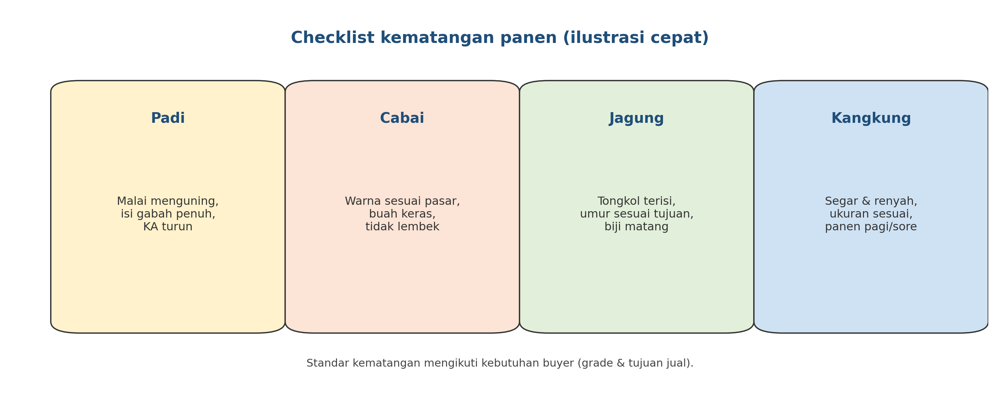 Checklist kematangan panen (ilustrasi cepat)
Padi
Malai menguning,
isi gabah penuh,
KA turun
Cabai
Warna sesuai pasar,
buah keras,
tidak lembek
Jagung
Tongkol terisi,
umur sesuai tujuan,
biji matang
Kangkung
Segar & renyah,
ukuran sesuai,
panen pagi/sore
Standar kematangan mengikuti kebutuhan buyer (grade & tujuan jual).